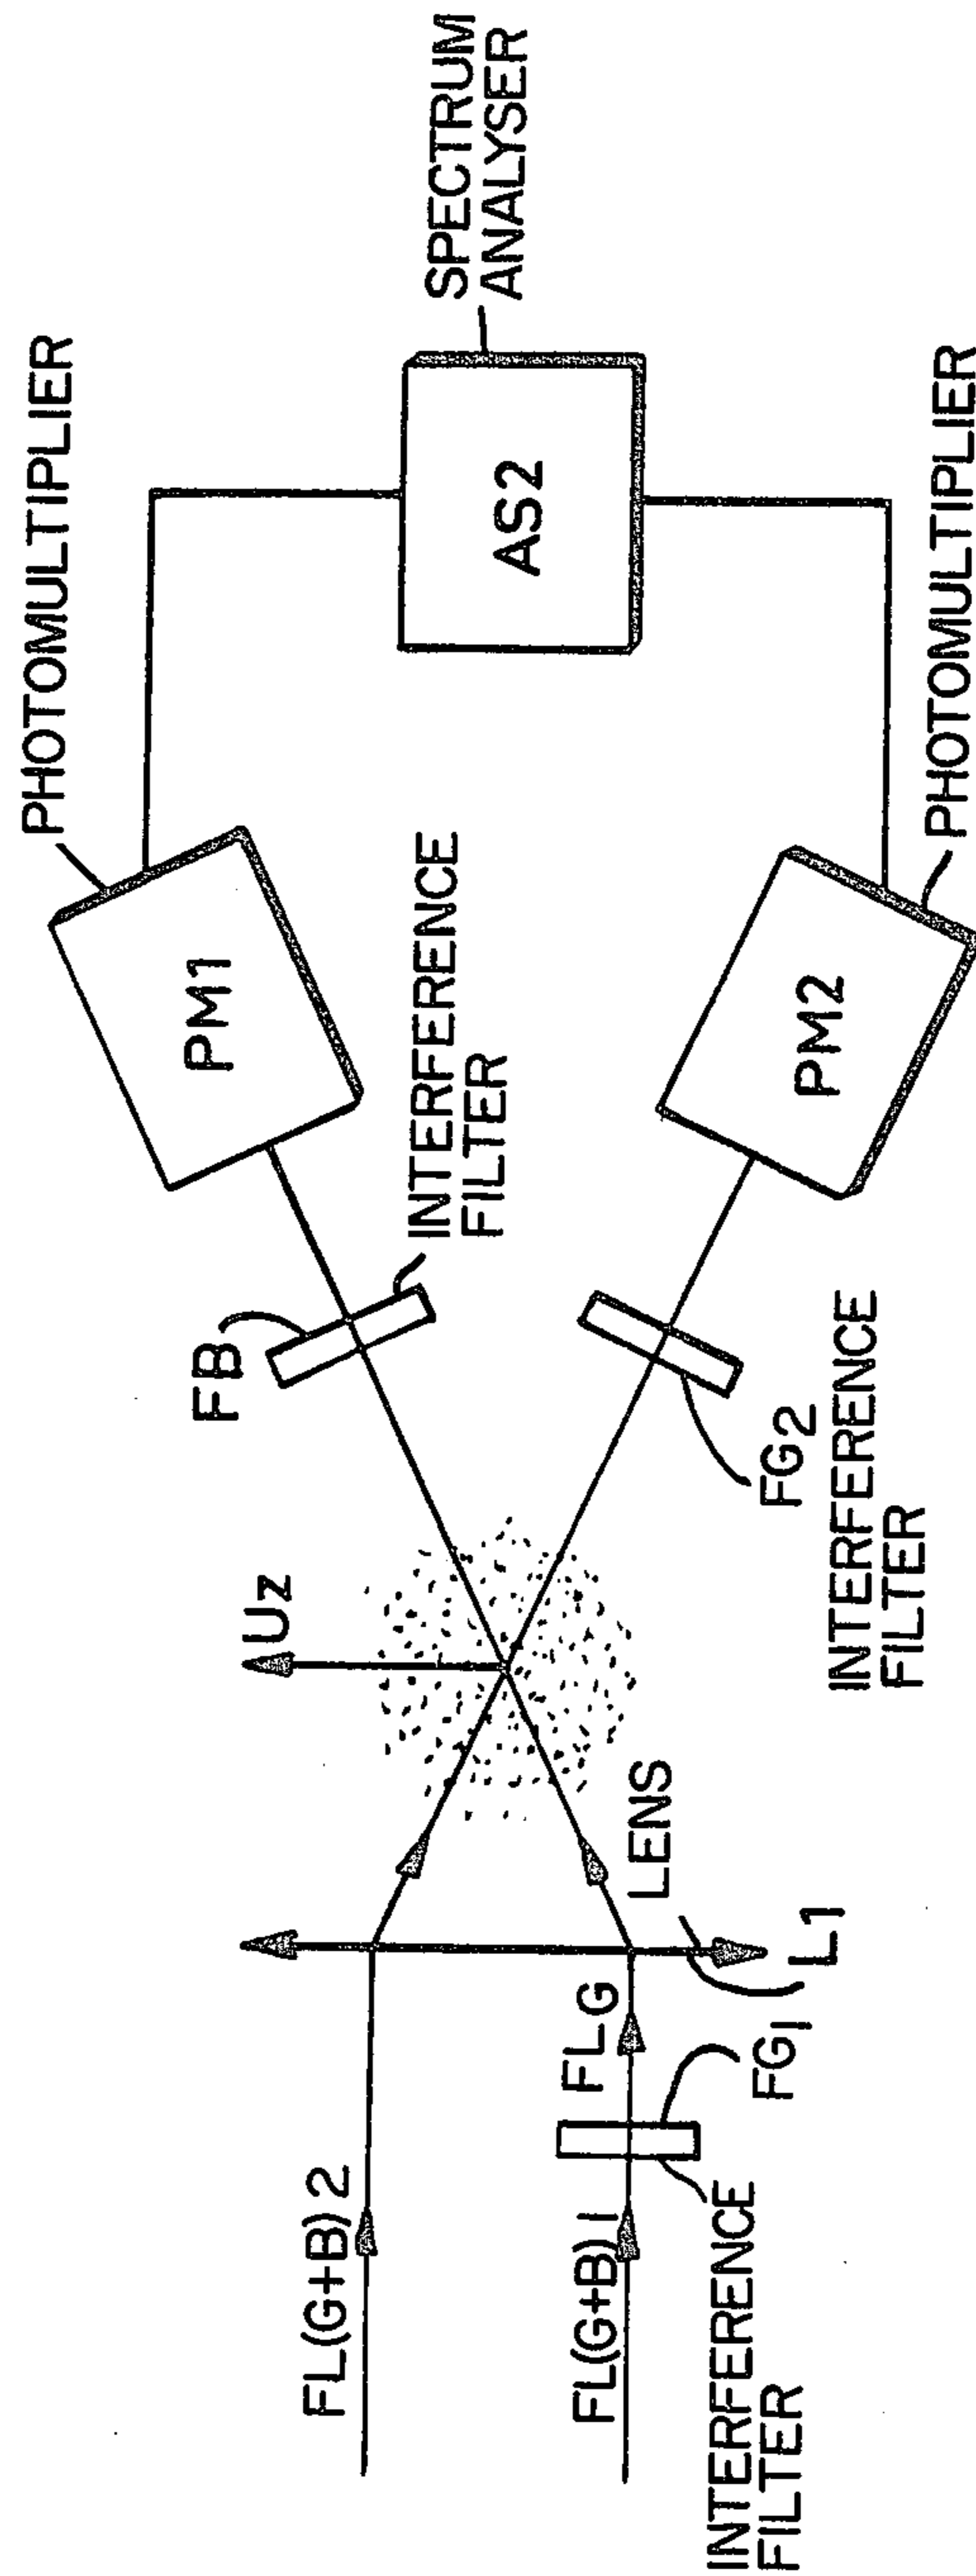 FL(G+B)2
FL(G+B)1
INTERFERENCE
FILTER
FLG
FG1
L1
LENS
Uz
FB
INTERFERENCE
FILTER
FG2
INTERFERENCE
FILTER
PM1
PHOTOMULTIPLIER
PM2
PHOTOMULTIPLIER
AS2
SPECTRUM
ANALYSER